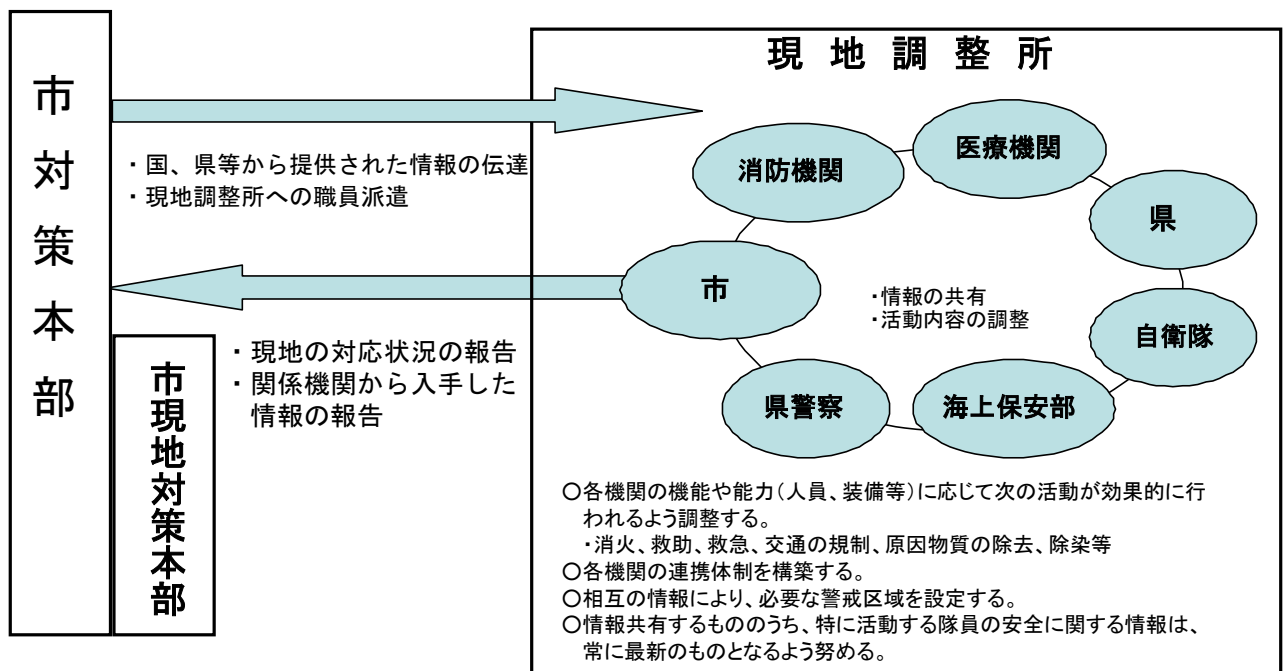 市対策本部
・国、県等から提供された情報の伝達
・現地調整所への職員派遣
・現地の対応状況の報告
・関係機関から入手した
情報の報告
市現地対策本部
現地調整所
消防機関
医療機関
県
市
・情報の共有
・活動内容の調整
自衛隊
県警察
海上保安部
○各機関の機能や能力（人員、装備等）に応じて次の活動が効果的に行
われるよう調整する。
・消火、救助、救急、交通の規制、原因物質の除去、除染等
○各機関の連携体制を構築する。
○相互の情報により、必要な警戒区域を設定する。
○情報共有するもののうち、特に活動する隊員の安全に関する情報は、
常に最新のものとなるよう努める。